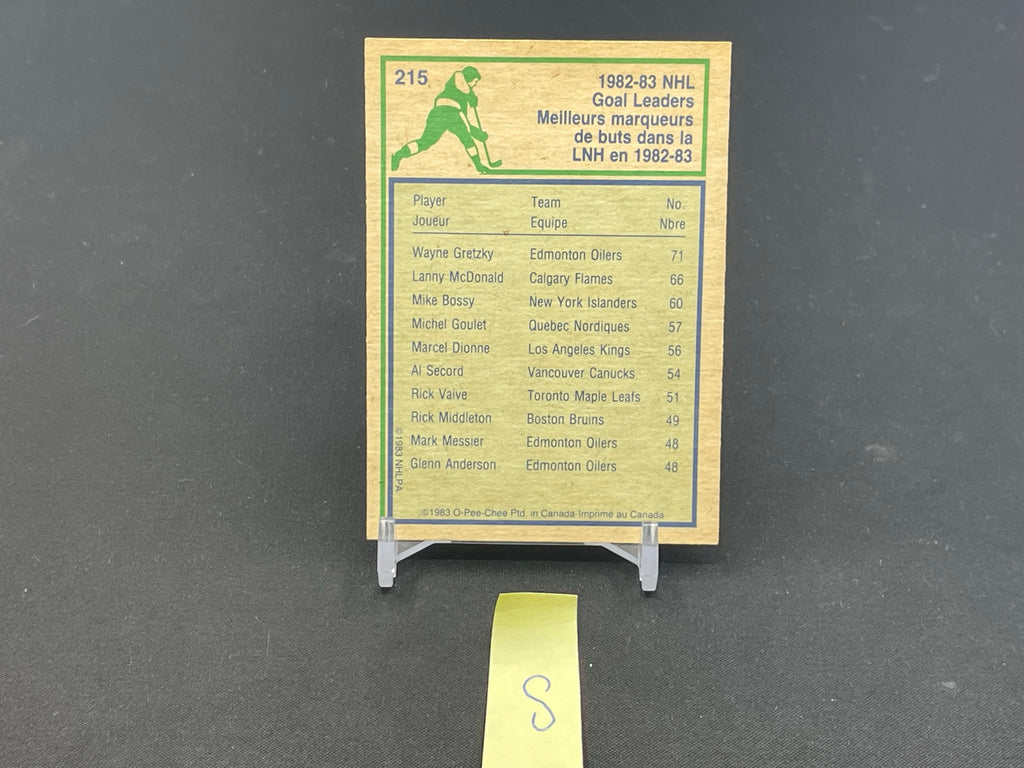 215
1982-83 NHL
Goal Leaders
Meilleurs marqueurs
de buts dans la
LNH en 1982-83
Player Team No.
Joueur Equipe Nbre
Wayne Gretzky Edmonton Oilers 71
Lanny McDonald Calgary Flames 66
Mike Bossy New York Islanders 60
Michel Goulet Quebec Nordiques 57
Marcel Dionne Los Angeles Kings 56
Al Secord Vancouver Canucks 54
Rick Vaive Toronto Maple Leafs 51
Rick Middleton Boston Bruins 49
Mark Messier Edmonton Oilers 48
Glenn Anderson Edmonton Oilers 48
©1983 NHLPA
©1983 O-Pee-Chee Ptd. in Canada-Imprimé au Canada
S